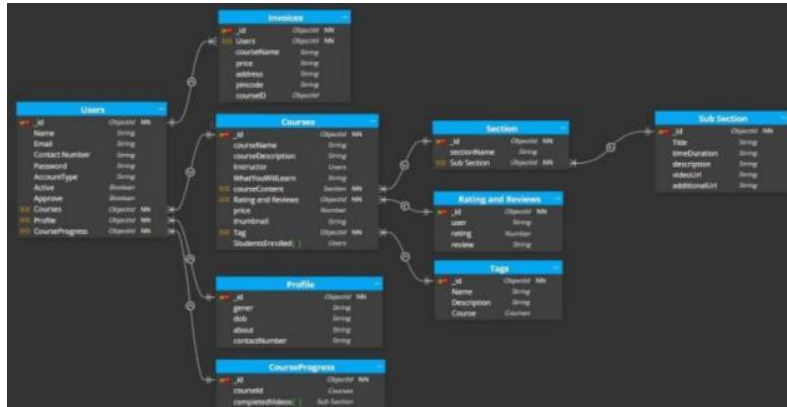 Invoices
_id ObjectId NN
Users ObjectId NN
courseName String
price String
address String
pincode String
courseID ObjectId
Users
_id ObjectId NN
Name String
Email String
Contact Number String
Password String
AccountType String
Active Boolean
Approve Boolean
Courses ObjectId NN
Profile ObjectId NN
CourseProgress ObjectId NN
Courses
_id ObjectId NN
courseName String
courseDescription String
Instructor Users
WhatYouWillLearn String
courseContent Section NN
Rating and Reviews ObjectId NN
price Number
thumbnail String
Tag ObjectId NN
StudentsEnrolled[ ] Users
Section
_id ObjectId NN
sectionName String
Sub Section ObjectId NN
Sub Section
_id ObjectId NN
Title String
timeDuration String
description String
videoUrl String
additionalUrl String
Rating and Reviews
_id ObjectId NN
user String
rating Number
review String
Tags
_id ObjectId NN
Name String
Description String
Course Courses
Profile
_id ObjectId NN
gener String
dob String
about String
contactNumber String
CourseProgress
_id ObjectId NN
courseId Courses
completedVideos[ ] Sub Section